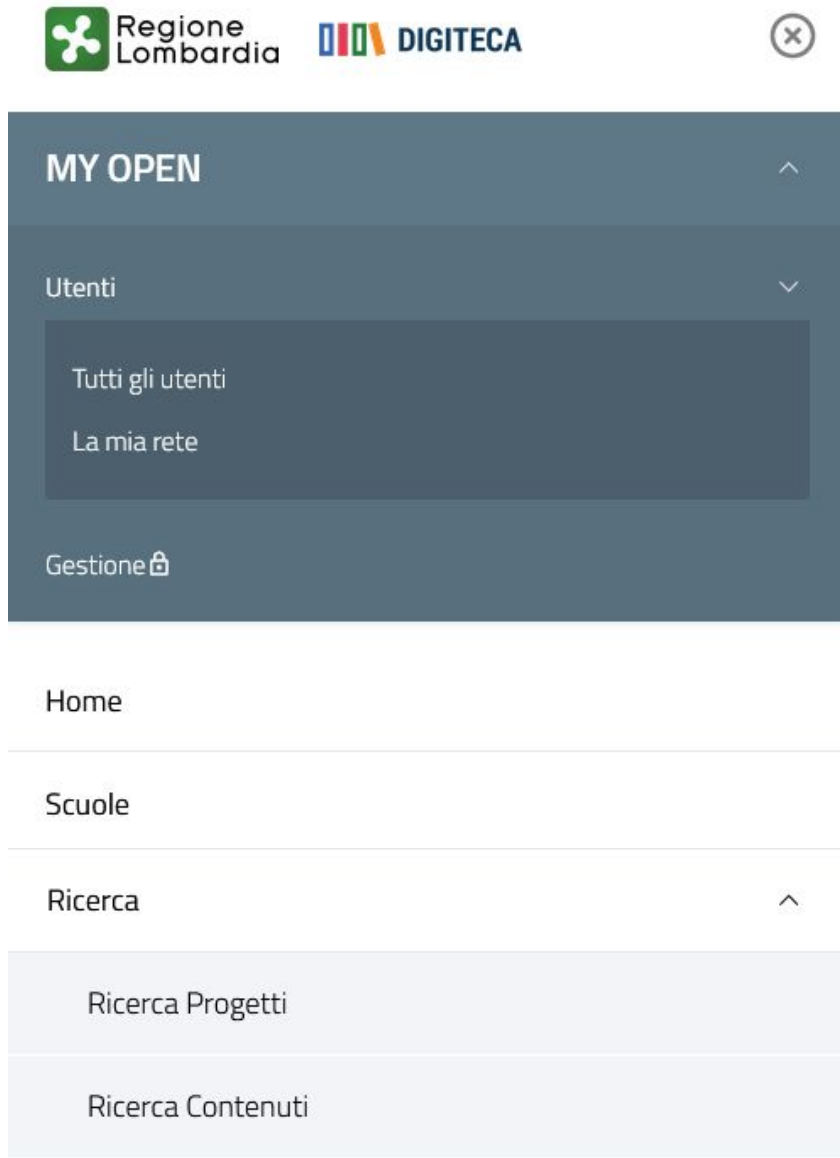 Regione
Lombardia
DIGITECA
MY OPEN
Utenti
Tutti gli utenti
La mia rete
Gestione
Home
Scuole
Ricerca
Ricerca Progetti
Ricerca Contenuti